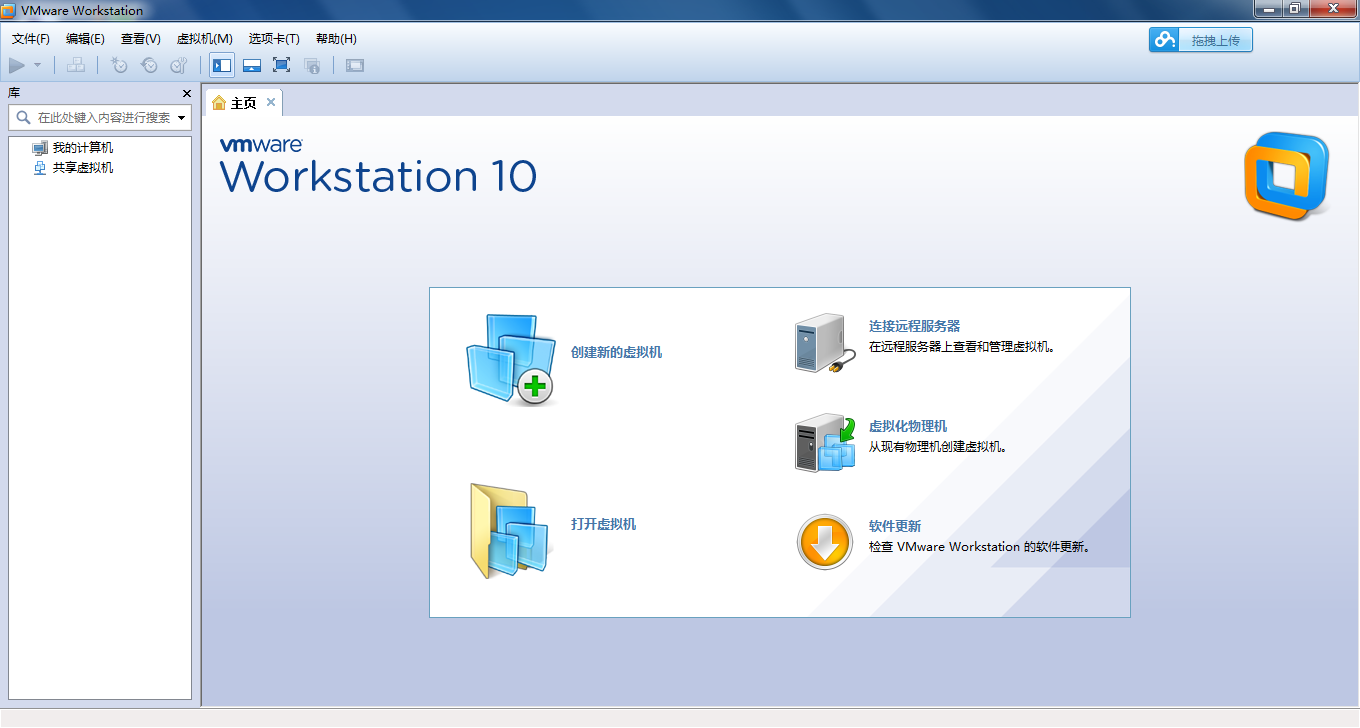 VMware Workstation
文件(F) 编辑(E) 查看(V) 虚拟机(M) 选项卡(T) 帮助(H)
拖拽上传
库
在此处键入内容进行搜索
我的计算机
共享虚拟机
主页
vmware
Workstation 10
创建新的虚拟机
打开虚拟机
连接远程服务器
在远程服务器上查看和管理虚拟机。
虚拟化物理机
从现有物理机创建虚拟机。
软件更新
检查 VMware Workstation 的软件更新。